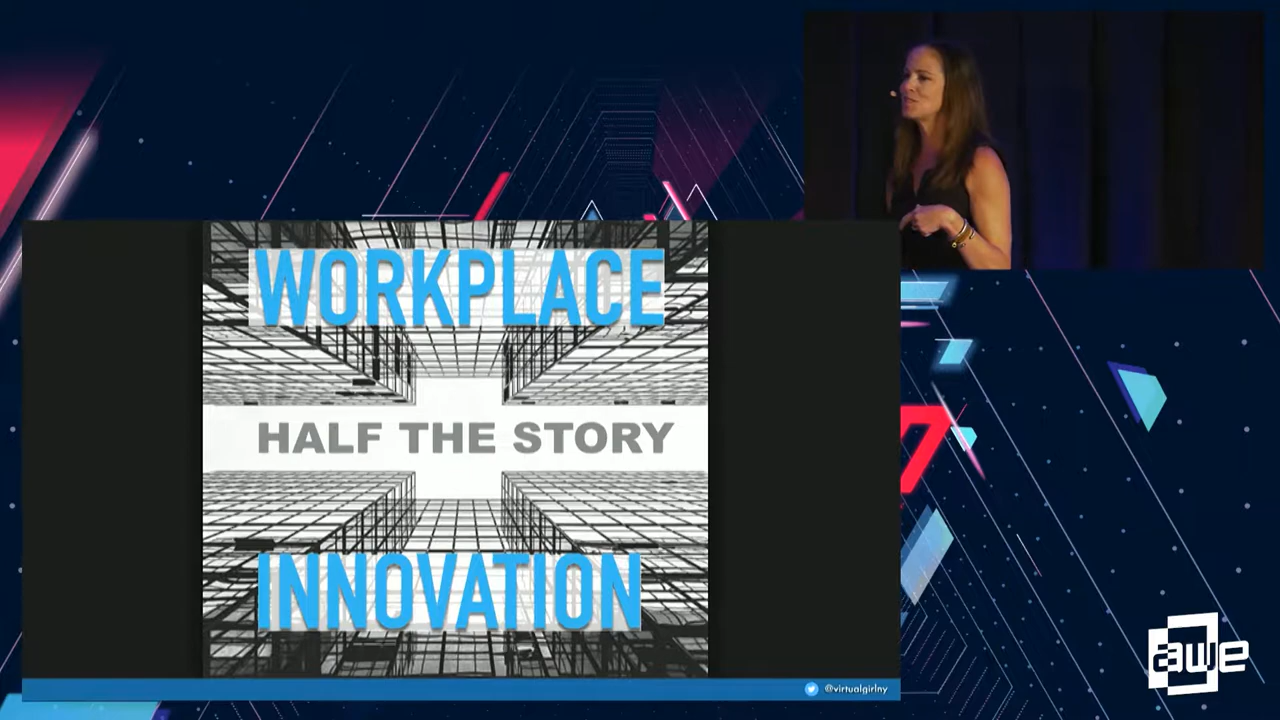 WORKPLACE
HALF THE STORY
INNOVATION
@virtualgirlny
awe